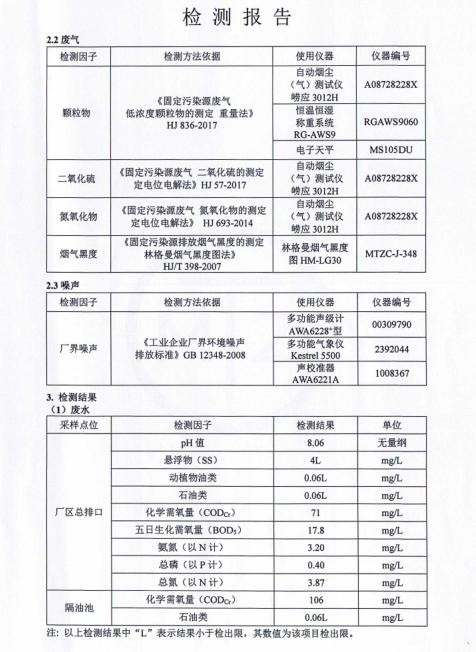 检测报告
2.2 废气
检测因子 检测方法依据 使用仪器 仪器编号
颗粒物 《固定污染源废气
低浓度颗粒物的测定 重量法》
HJ 836-2017
自动烟尘
（气）测试仪
崂应 3012H
A08728228X
恒温恒湿
称重系统
RG-AWS9
RGAWS9060
电子天平 MS105DU
二氧化硫 《固定污染源废气 二氧化硫的测定
定电位电解法》HJ 57-2017
自动烟尘
（气）测试仪
崂应 3012H
A08728228X
氮氧化物 《固定污染源废气 氮氧化物的测定
定电位电解法》 HJ 693-2014
自动烟尘
（气）测试仪
崂应 3012H
A08728228X
烟气黑度 《固定污染源排放烟气黑度的测定
林格曼烟气黑度图法》
HJ/T 398-2007
林格曼烟气黑度
图 HM-LG30
MTZC-J-348
2.3 噪声
检测因子 检测方法依据 使用仪器 仪器编号
厂界噪声 《工业企业厂界环境噪声
排放标准》GB 12348-2008
多功能声级计
AWA6228⁺型
00309790
多功能气象仪
Kestrel 5500
2392044
声校准器
AWA6221A
1008367
3. 检测结果
（1）废水
采样点位 检测因子 检测结果 单位
厂区总排口 pH 值 8.06 无量纲
悬浮物（SS） 4L mg/L
动植物油类 0.06L mg/L
石油类 0.06L mg/L
化学需氧量（CODCr） 71 mg/L
五日生化需氧量（BOD₅） 17.8 mg/L
氨氮（以 N 计） 3.20 mg/L
总磷（以 P 计） 0.40 mg/L
总氮（以 N 计） 3.87 mg/L
隔油池 化学需氧量（CODCr） 106 mg/L
石油类 0.06L mg/L
注: 以上检测结果中“L”表示结果小于检出限，其数值为该项目检出限。